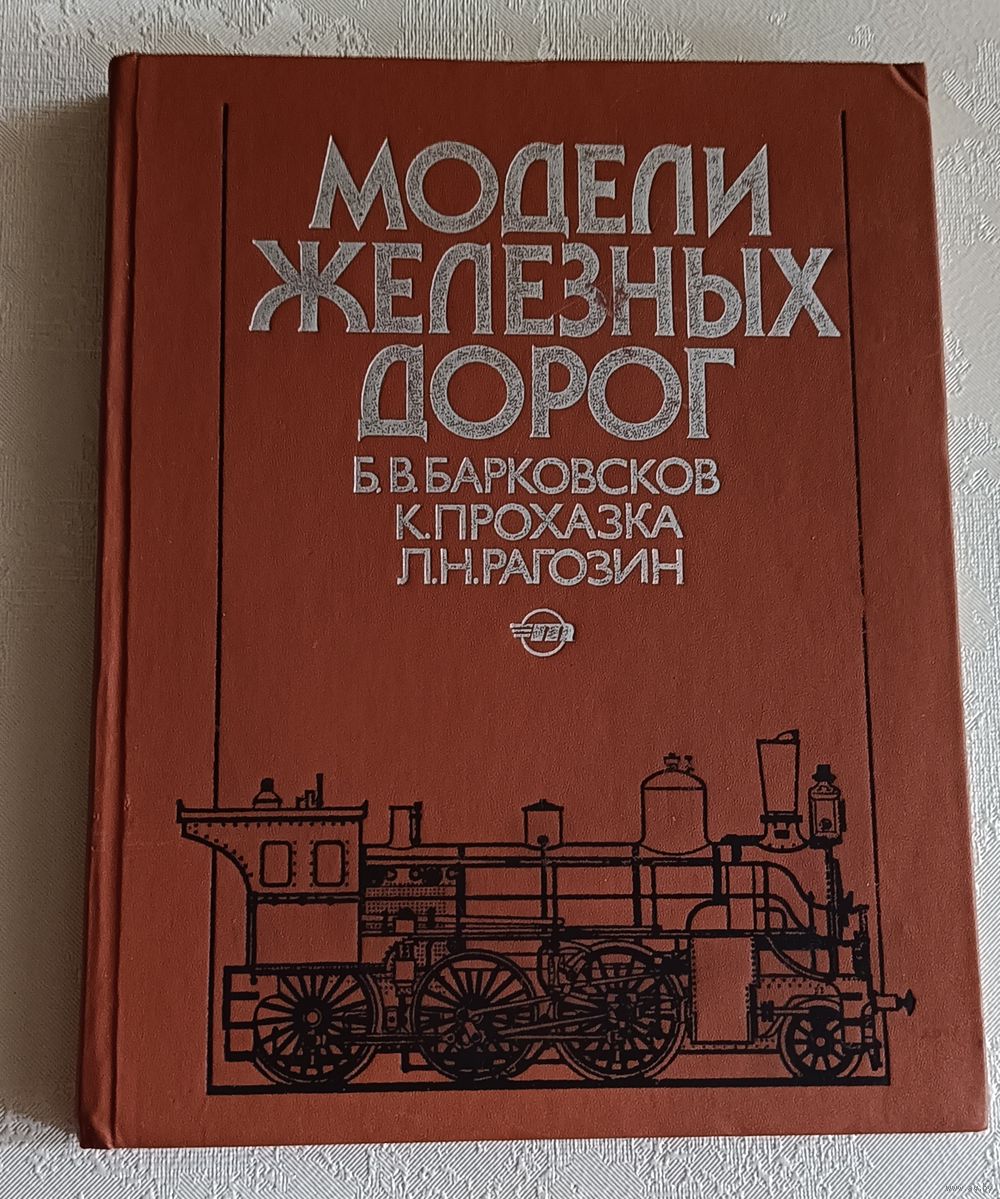 МОДЕЛИ
ЖЕЛЕЗНЫХ
ДОРОГ
Б.В.БАРКОВСКОВ
К.ПРОХАЗКА
Л.Н.РАГОЗИН